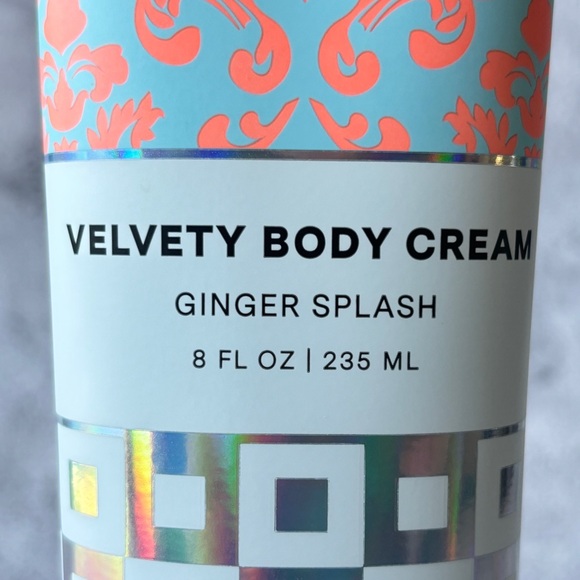 VELVETY BODY CREAM
GINGER SPLASH
8 FL OZ | 235 ML